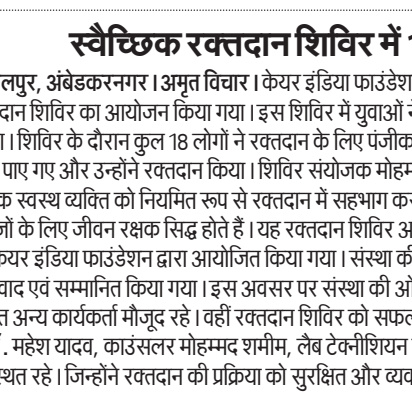 स्वैच्छिक रक्तदान शिविर में
लपुर, अंबेडकरनगर । अमृत विचार । केयर इंडिया फाउंडेश
दान शिविर का आयोजन किया गया । इस शिविर में युवाओं ने
। शिविर के दौरान कुल 18 लोगों ने रक्तदान के लिए पंजीक
पाए गए और उन्होंने रक्तदान किया । शिविर संयोजक मोहम
क स्वस्थ व्यक्ति को नियमित रूप से रक्तदान में सहभाग कर
जों के लिए जीवन रक्षक सिद्ध होते हैं । यह रक्तदान शिविर अ
केयर इंडिया फाउंडेशन द्वारा आयोजित किया गया । संस्था की
वाद एवं सम्मानित किया गया । इस अवसर पर संस्था की ओ
त अन्य कार्यकर्ता मौजूद रहे । वहीं रक्तदान शिविर को सफल
. महेश यादव, काउंसलर मोहम्मद शमीम, लैब टेक्नीशियन
स्थत रहे । जिन्होंने रक्तदान की प्रक्रिया को सुरक्षित और व्यव